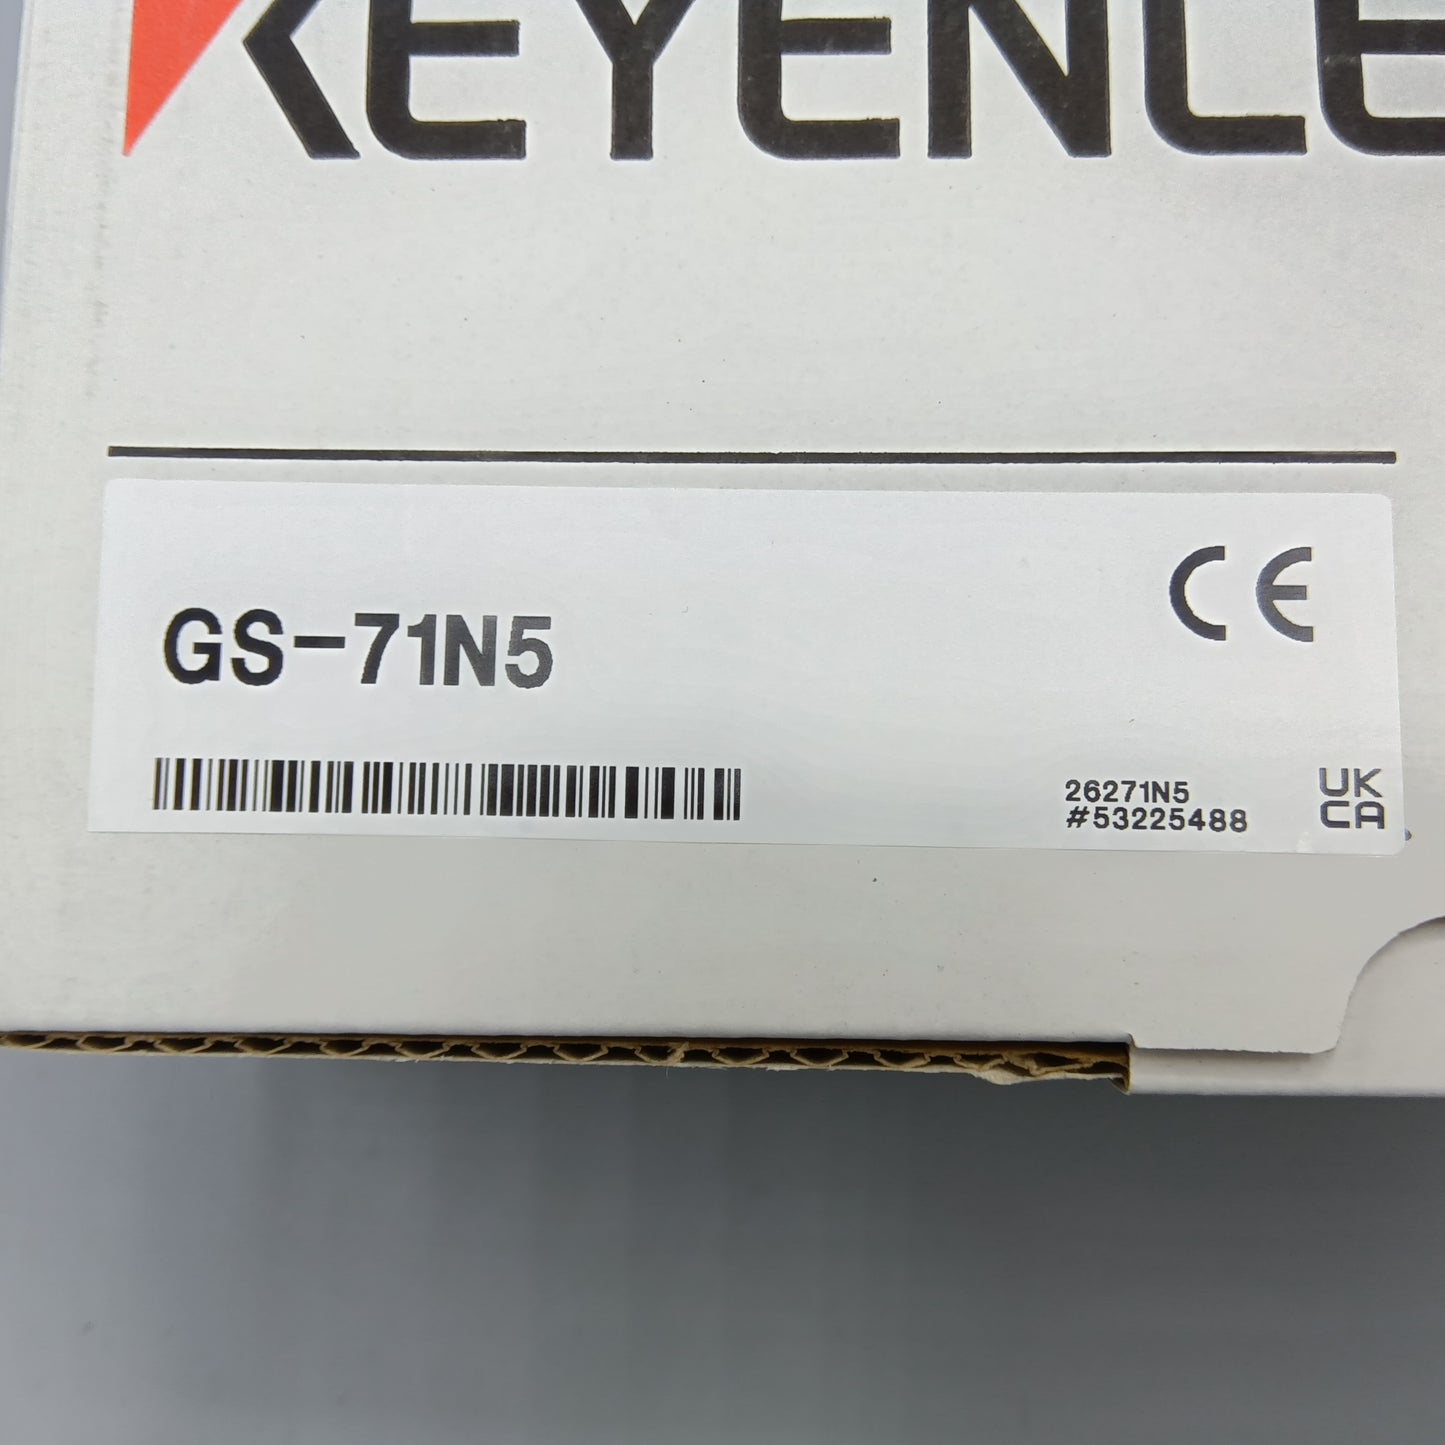 KEYENCE
GS-71N5
CE
26271N5
#53225488
UK
CA